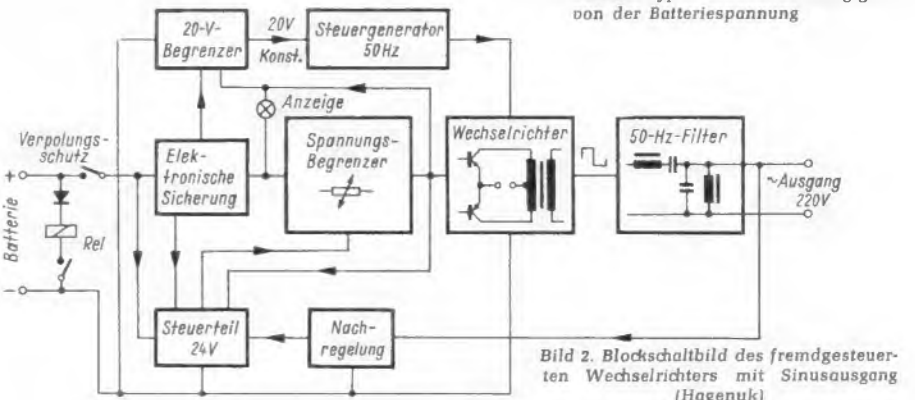 von der Batteriespannung
20-V-
Begrenzer
20V
Konst.
Steuergenerator
50Hz
Anzeige
Verpolungs-
schutz
Elek-
tronische
Sicherung
Spannungs-
Begrenzer
Wechselrichter
50-Hz-Filter
+
Batterie
Rel
-
~Ausgang
220V
Steuerteil
24V
Nach-
regelung
Bild 2. Blockschaltbild des fremdgesteuer-
ten Wechselrichters mit Sinusausgang
(Hagenuk)